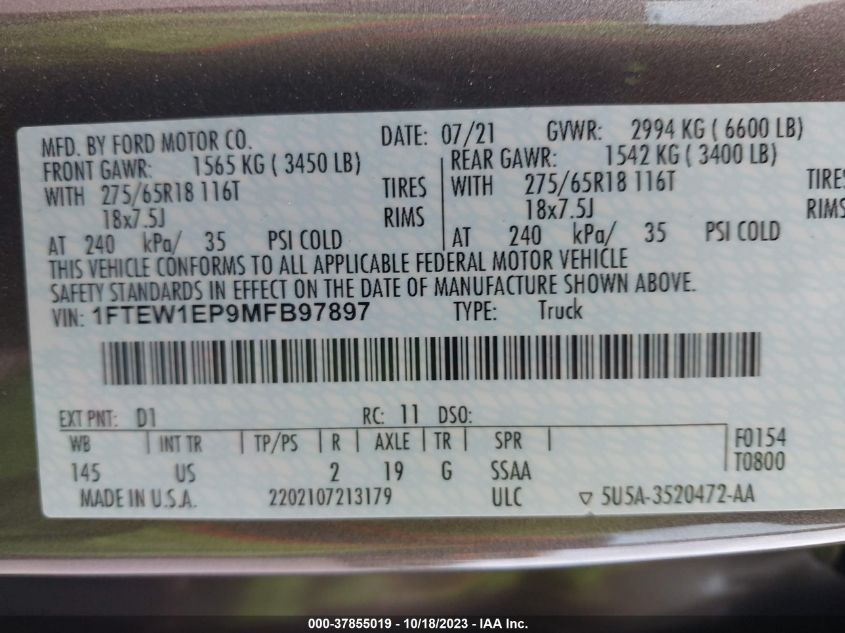 MFD. BY FORD MOTOR CO. DATE: 07/21 GVWR: 2994 KG ( 6600 LB)
FRONT GAWR: 1565 KG ( 3450 LB) REAR GAWR: 1542 KG ( 3400 LB)
WITH 275/65R18 116T TIRES WITH 275/65R18 116T TIRES
18x7.5J RIMS 18x7.5J RIMS
AT 240 kPa/ 35 PSI COLD AT 240 kPa/ 35 PSI COLD
THIS VEHICLE CONFORMS TO ALL APPLICABLE FEDERAL MOTOR VEHICLE
SAFETY STANDARDS IN EFFECT ON THE DATE OF MANUFACTURE SHOWN ABOVE.
VIN: 1FTEW1EP9MFB97897 TYPE: Truck
EXT PNT: D1 RC: 11 DSO:
WB INT TR TP/PS R AXLE TR SPR F0154
145 US 2 19 G SSAA T0800
MADE IN U.S.A. 2202107213179 ULC ▽ 5U5A-3520472-AA
000-37855019 - 10/18/2023 - IAA Inc.